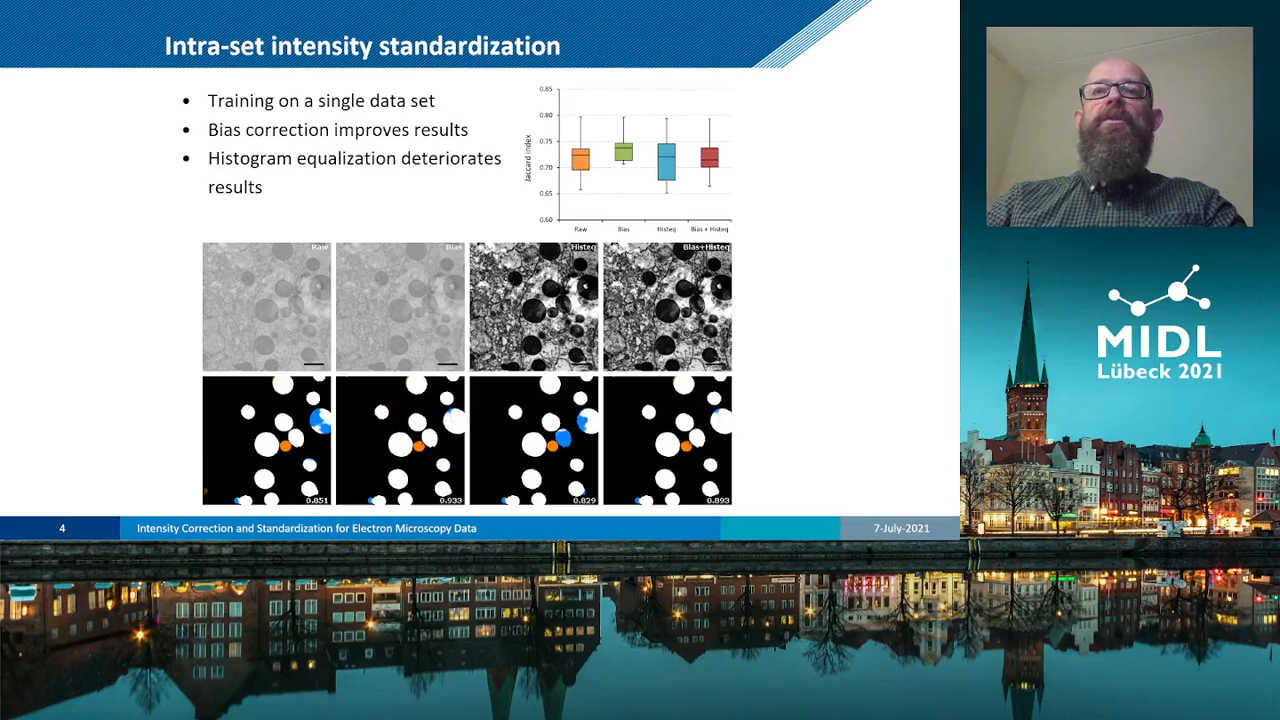 Intra-set intensity standardization
• Training on a single data set
• Bias correction improves results
• Histogram equalization deteriorates
results
0.85
0.80
0.75
0.70
0.65
0.60
Jaccard index
Raw Bias Histeq Bias + Histeq
Raw Bias Histeq Bias+Histeq
0.851 0.933 0.829 0.893
4 Intensity Correction and Standardization for Electron Microscopy Data 7-July-2021
MIDL
Lübeck 2021